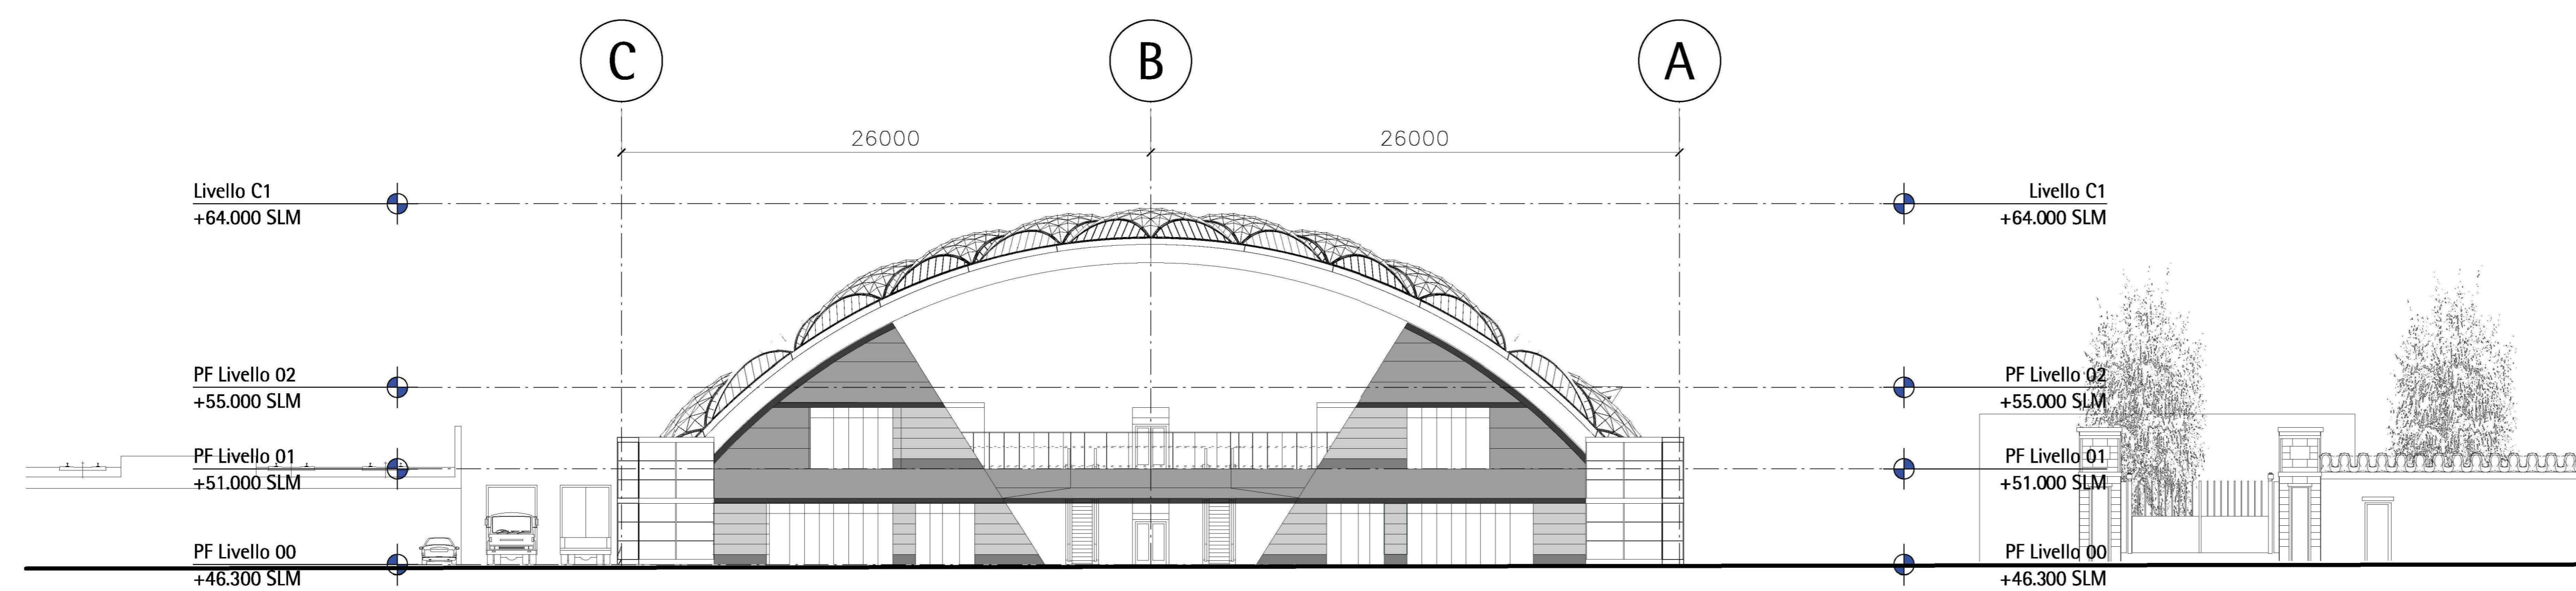 C
B
A
26000
26000
Livello C1
+64.000 SLM
Livello C1
+64.000 SLM
PF Livello 02
+55.000 SLM
PF Livello 02
+55.000 SLM
PF Livello 01
+51.000 SLM
PF Livello 01
+51.000 SLM
PF Livello 00
+46.300 SLM
PF Livello 00
+46.300 SLM